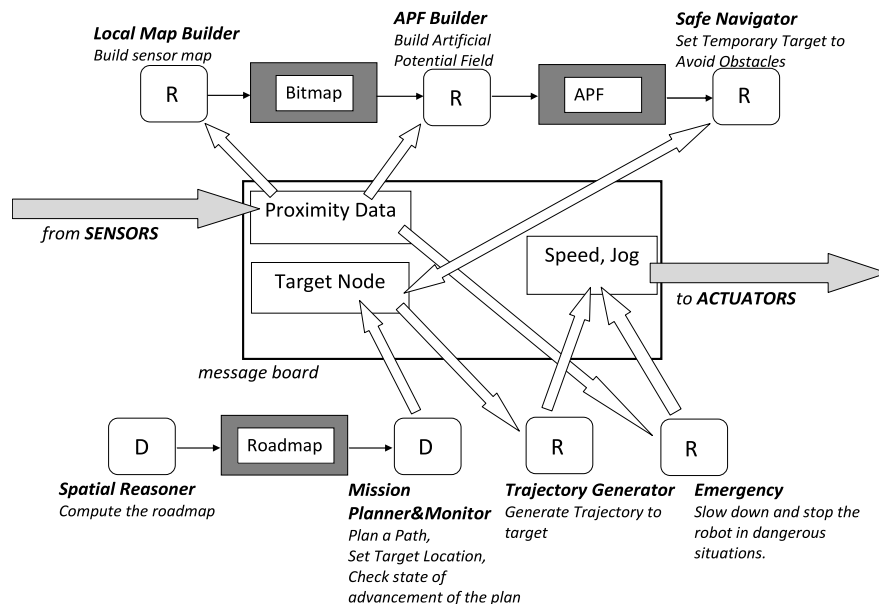 Local Map Builder
Build sensor map
APF Builder
Build Artificial
Potential Field
Safe Navigator
Set Temporary Target to
Avoid Obstacles
R
Bitmap
R
APF
R
from SENSORS
Proximity Data
Target Node
Speed, Jog
to ACTUATORS
message board
D
Roadmap
D
R
R
Spatial Reasoner
Compute the roadmap
Mission
Planner&Monitor
Plan a Path,
Set Target Location,
Check state of
advancement of the plan
Trajectory Generator
Generate Trajectory to
target
Emergency
Slow down and stop the
robot in dangerous
situations.